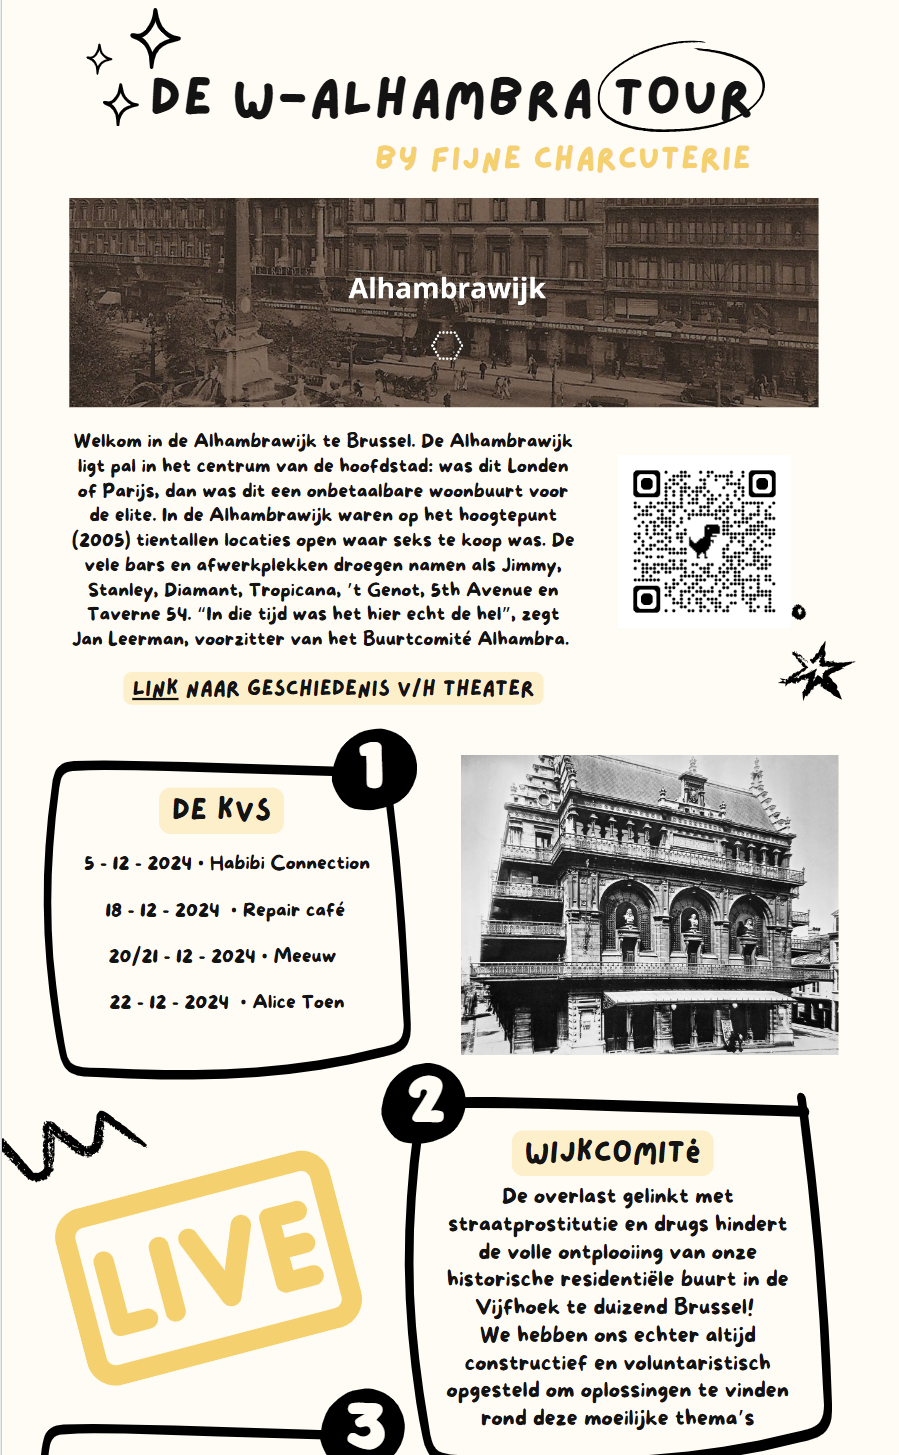 DE W-ALHAMBRA TOUR
BY FIJNE CHARCUTERIE
Alhambrawijk
Welkom in de Alhambrawijk te Brussel. De Alhambrawijk
ligt pal in het centrum van de hoofdstad: was dit Londen
of Parijs, dan was dit een onbetaalbare woonbuurt voor
de elite. In de Alhambrawijk waren op het hoogtepunt
(2005) tientallen locaties open waar seks te koop was. De
vele bars en afwerkplekken droegen namen als Jimmy,
Stanley, Diamant, Tropicana, 't Genot, 5th Avenue en
Taverne 54. “In die tijd was het hier echt de hel”, zegt
Jan Leerman, voorzitter van het Buurtcomité Alhambra.
LINK NAAR GESCHIEDENIS V/H THEATER
1
DE KVS
5 - 12 - 2024 • Habibi Connection
18 - 12 - 2024 • Repair café
20/21 - 12 - 2024 • Meeuw
22 - 12 - 2024 • Alice Toen
2
WIJKCOMITé
De overlast gelinkt met
straatprostitutie en drugs hindert
de volle ontplooiing van onze
historische residentiële buurt in de
Vijfhoek te duizend Brussel!
We hebben ons echter altijd
constructief en voluntaristisch
opgesteld om oplossingen te vinden
rond deze moeilijke thema's
LIVE
3